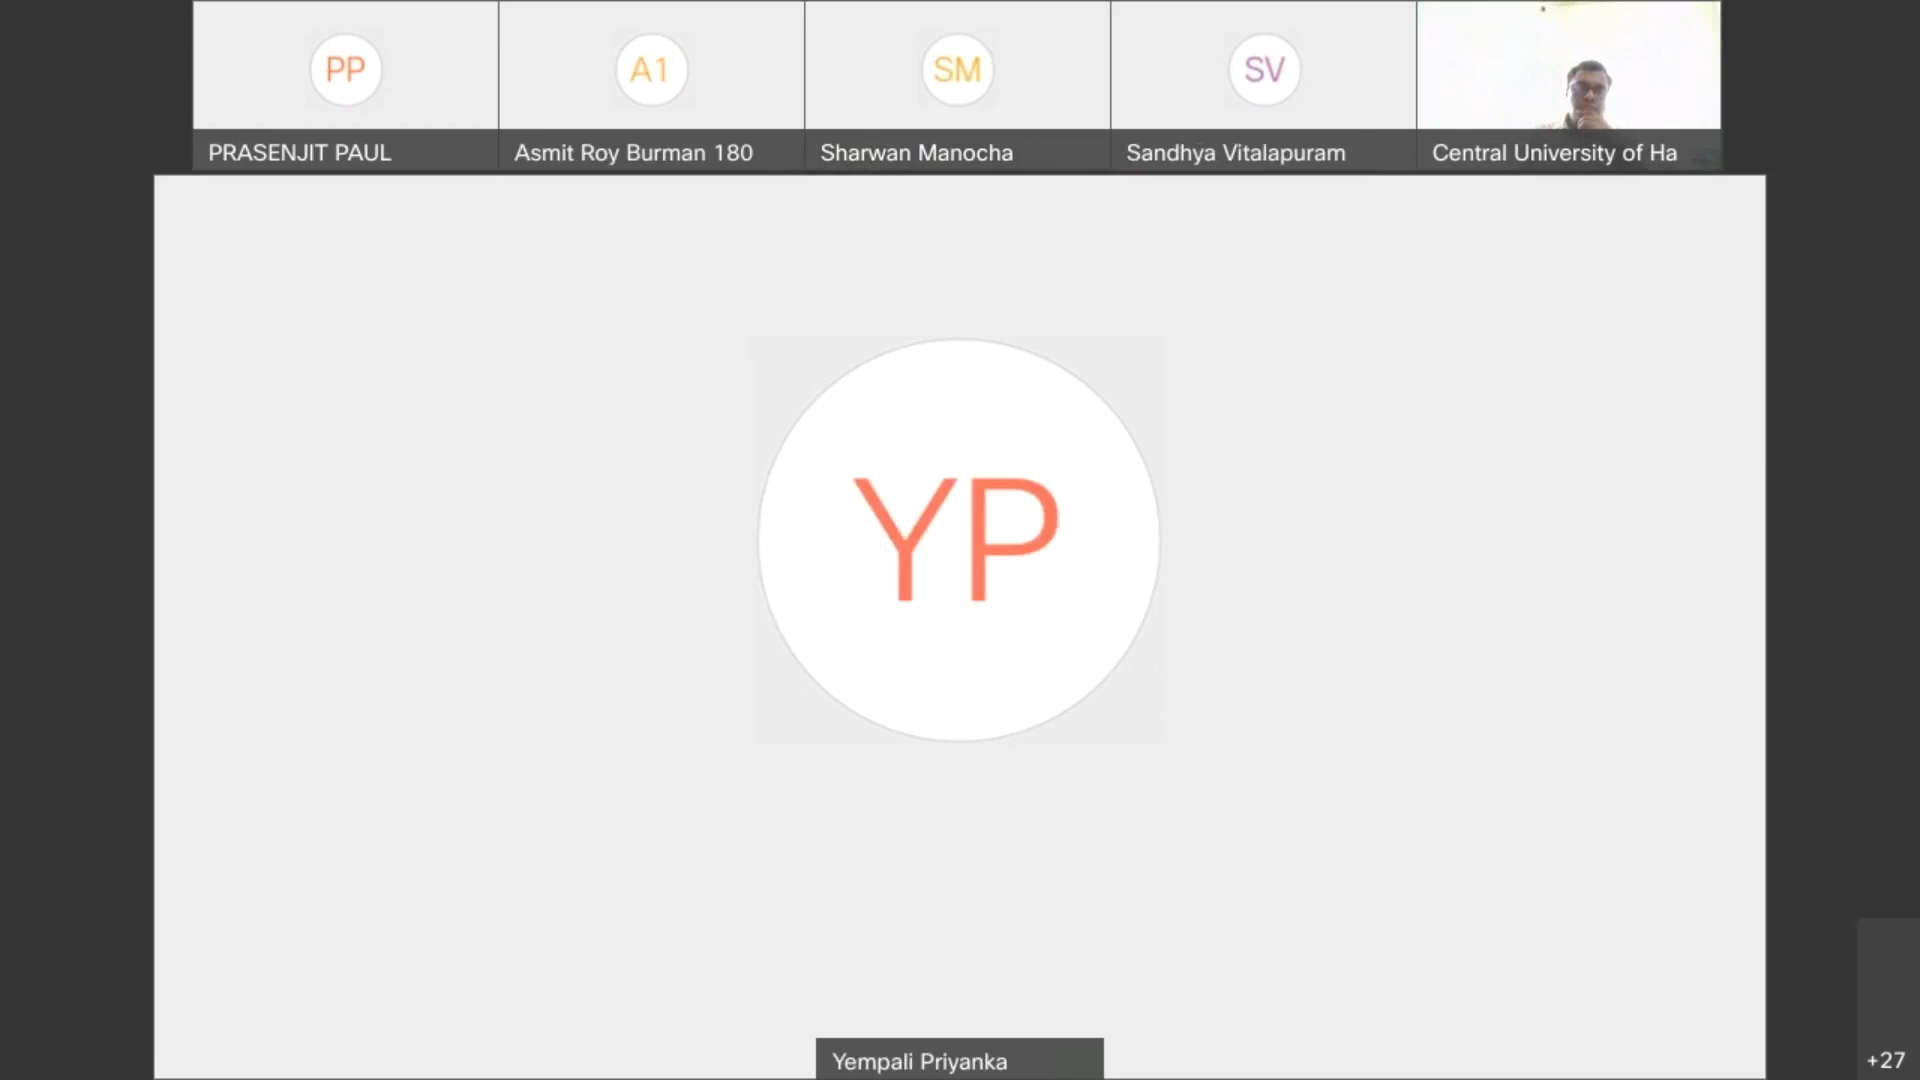 PP
A1
SM
SV
PRASENJIT PAUL
Asmit Roy Burman 180
Sharwan Manocha
Sandhya Vitalapuram
Central University of Ha
YP
Yempali Priyanka
+27